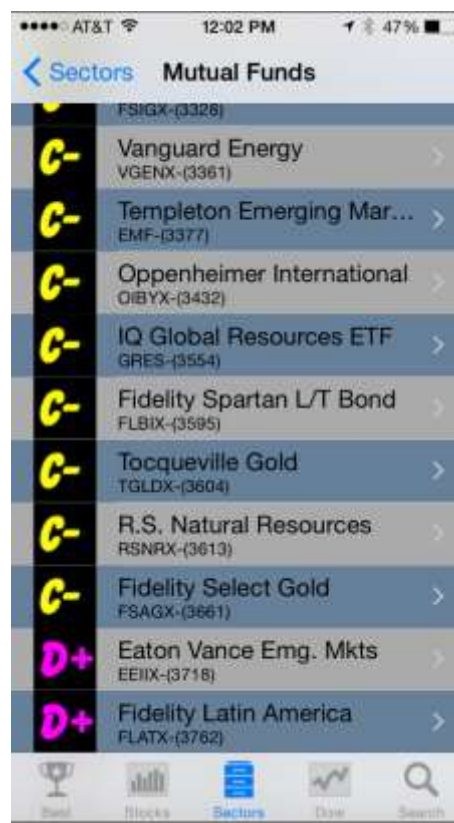 AT&T 12:02 PM 47%
Sectors Mutual Funds
FSIGX-(3328)
C- Vanguard Energy
VGENX-(3361)
C- Templeton Emerging Mar...
EMF-(3377)
C- Oppenheimer International
OIBYX-(3432)
C- IQ Global Resources ETF
GRES-(3554)
C- Fidelity Spartan L/T Bond
FLBIX-(3595)
C- Tocqueville Gold
TGLDX-(3604)
C- R.S. Natural Resources
RSNRX-(3613)
C- Fidelity Select Gold
FSAGX-(3661)
D+ Eaton Vance Emg. Mkts
EEIIX-(3718)
D+ Fidelity Latin America
FLATX-(3762)
Sectors Dow Search